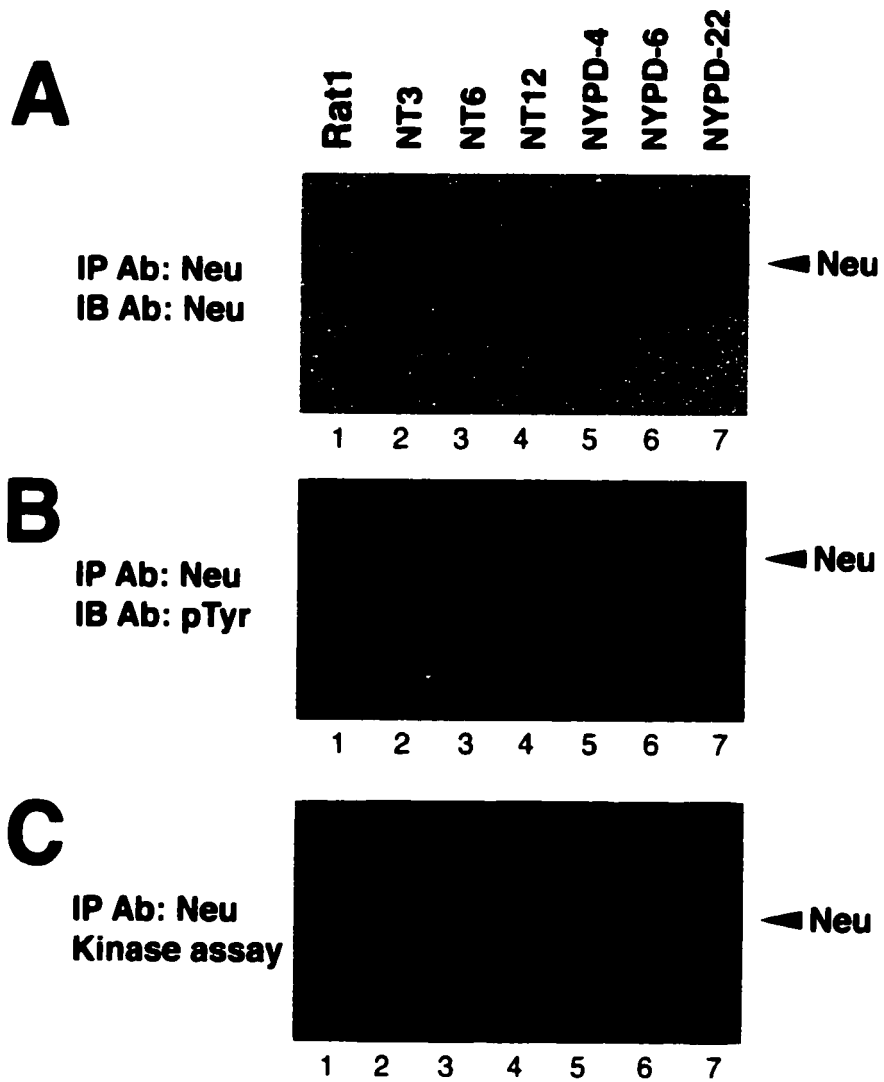 A
Rat1
NT3
NT6
NT12
NYPD-4
NYPD-6
NYPD-22
IP Ab: Neu
IB Ab: Neu
Neu
1 2 3 4 5 6 7
B
IP Ab: Neu
IB Ab: pTyr
Neu
1 2 3 4 5 6 7
C
IP Ab: Neu
Kinase assay
Neu
1 2 3 4 5 6 7